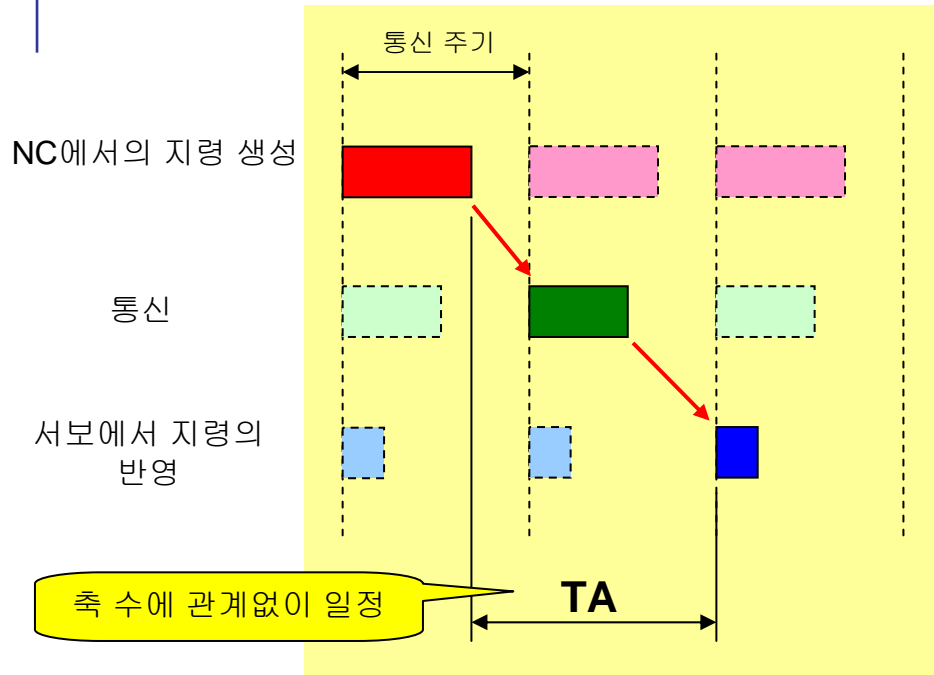 통신 주기
NC에서의 지령 생성
통신
서보에서 지령의
반영
축 수에 관계없이 일정
TA